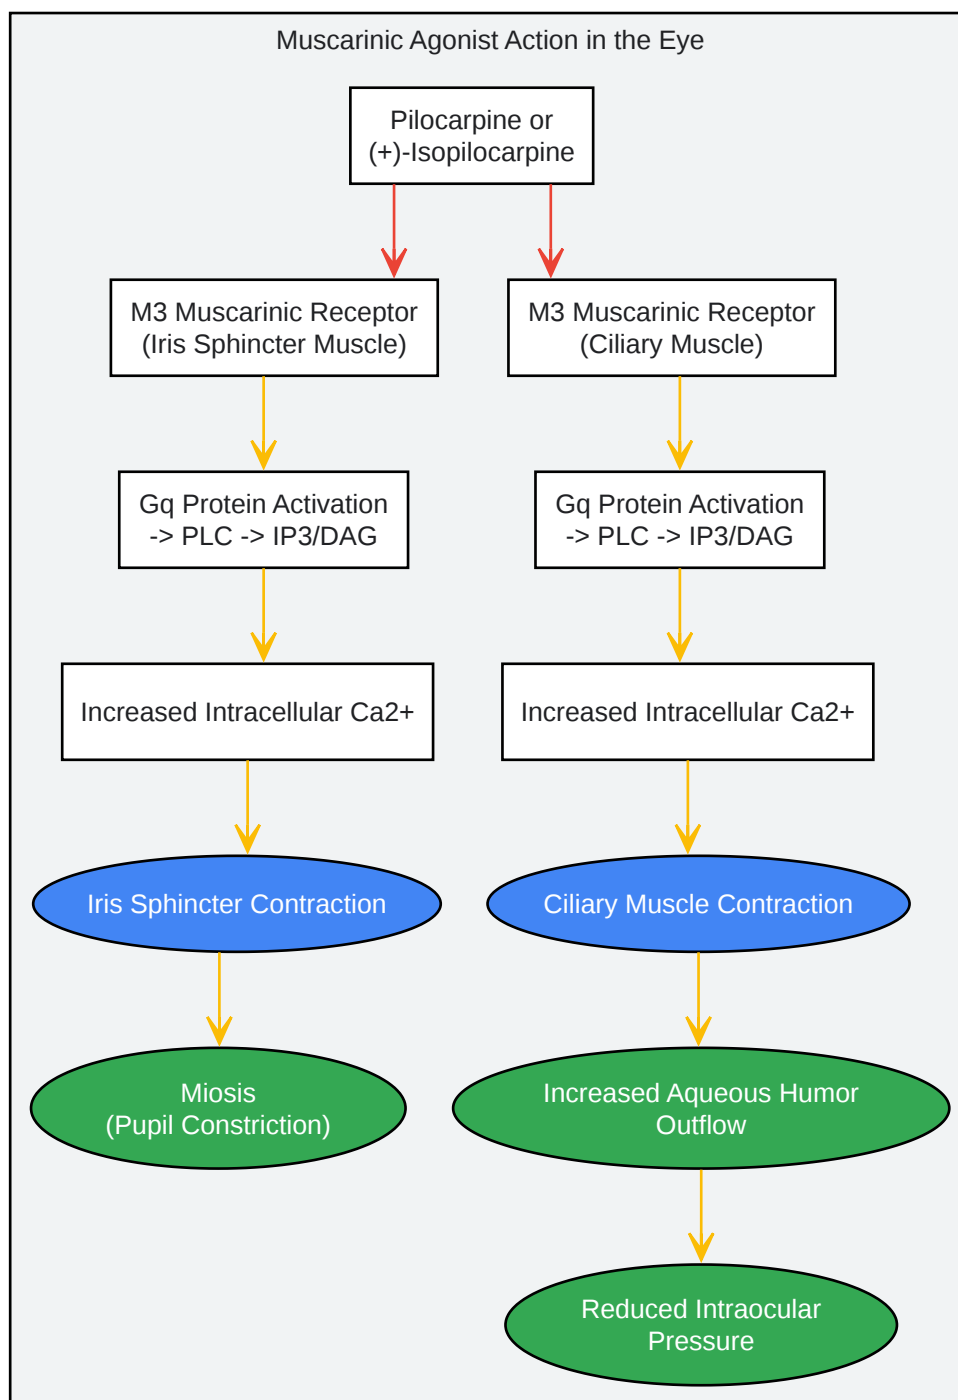 Muscarinic Agonist Action in the Eye
Pilocarpine or
(+)-Isopilocarpine
M3 Muscarinic Receptor
(Iris Sphincter Muscle)
M3 Muscarinic Receptor
(Ciliary Muscle)
Gq Protein Activation
-> PLC -> IP3/DAG
Gq Protein Activation
-> PLC -> IP3/DAG
Increased Intracellular Ca2+
Increased Intracellular Ca2+
Iris Sphincter Contraction
Ciliary Muscle Contraction
Miosis
(Pupil Constriction)
Increased Aqueous Humor
Outflow
Reduced Intraocular
Pressure